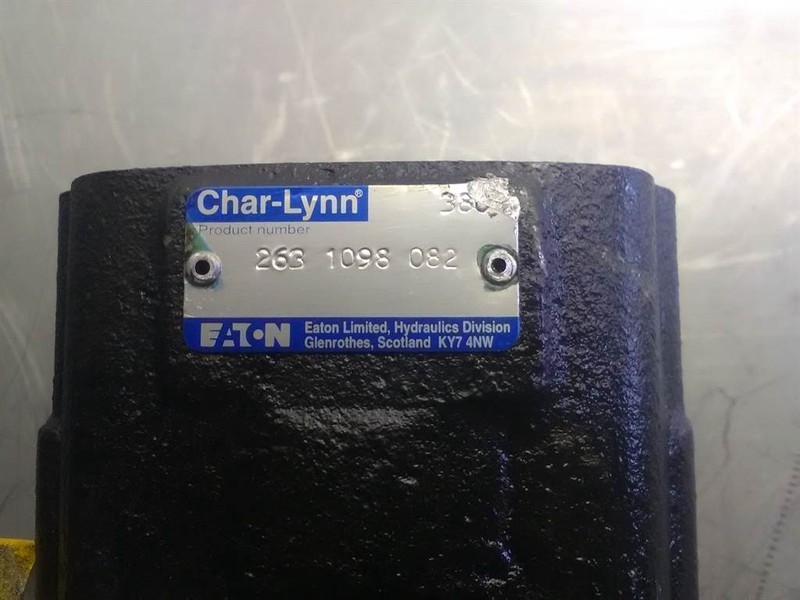 Char-Lynn®
Product number
263 1098 082
EATON
Eaton Limited, Hydraulics Division
Glenrothes, Scotland KY7 4NW